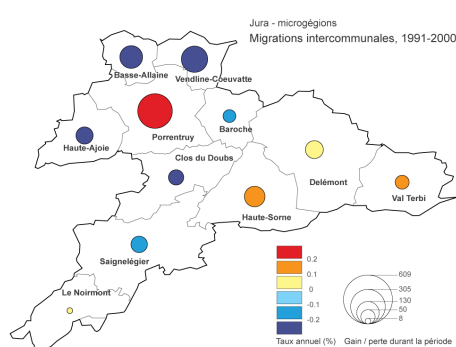 Jura - microgégions
Migrations intercommunales, 1991-2000
Basse-Allaine
Vendline-Coeuvatte
Porrentruy
Baroche
Haute-Ajoie
Clos du Doubs
Delémont
Val Terbi
Haute-Sorne
Saignelégier
Le Noirmont
0.2
0.1
0
-0.1
-0.2
609
305
130
50
8
Taux annuel (%)
Gain / perte durant la période